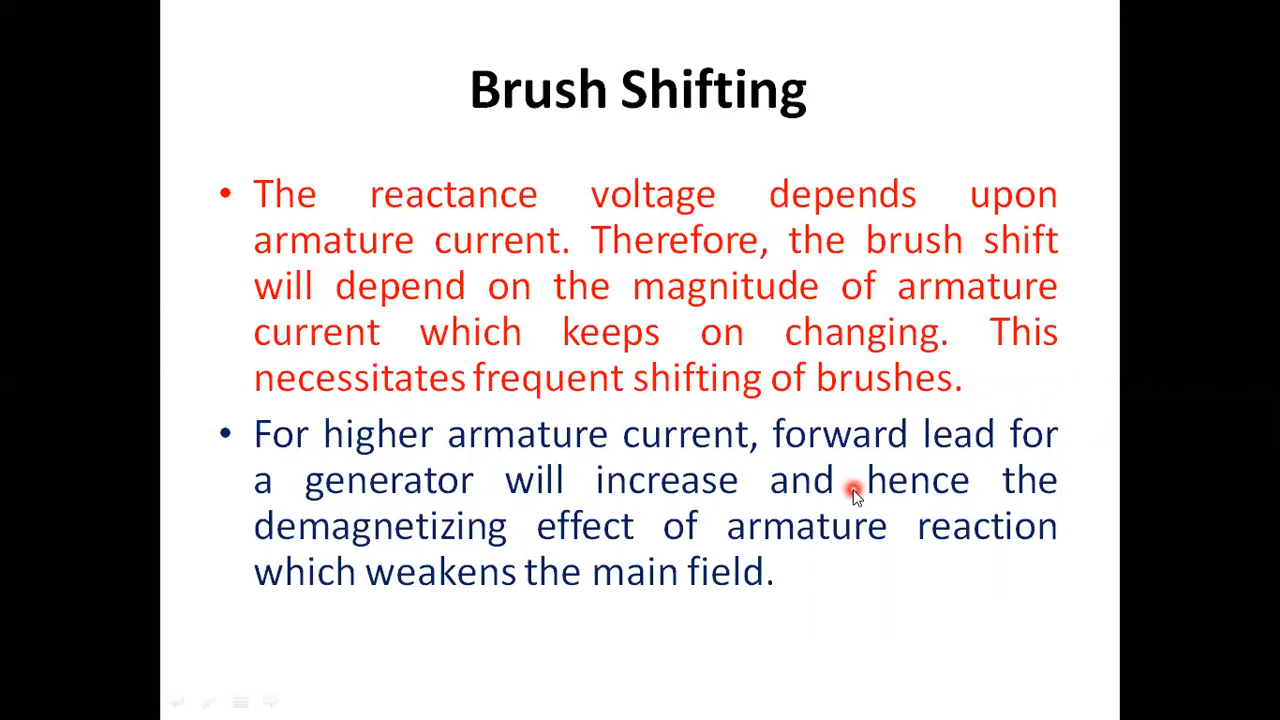 Brush Shifting
• The reactance voltage depends upon
armature current. Therefore, the brush shift
will depend on the magnitude of armature
current which keeps on changing. This
necessitates frequent shifting of brushes.
• For higher armature current, forward lead for
a generator will increase and hence the
demagnetizing effect of armature reaction
which weakens the main field.